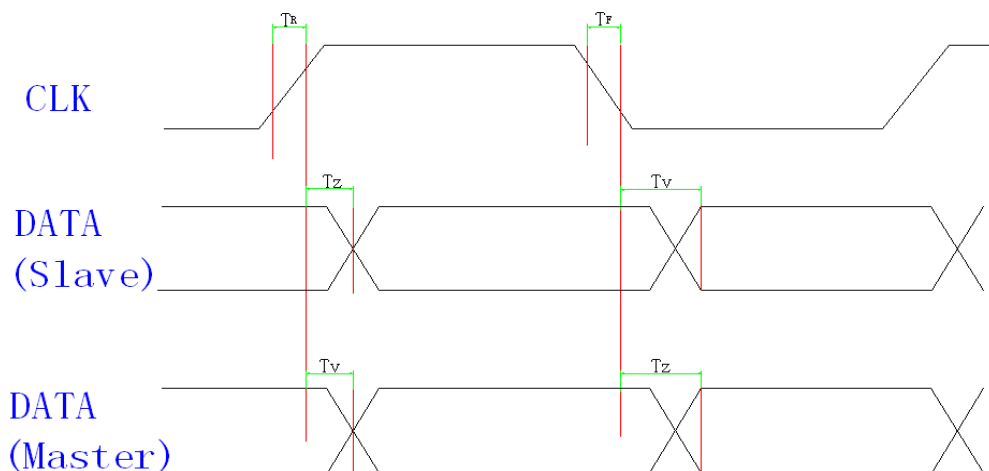 TR
TF
CLK
Tz
Tv
DATA
(Slave)
Tv
Tz
DATA
(Master)